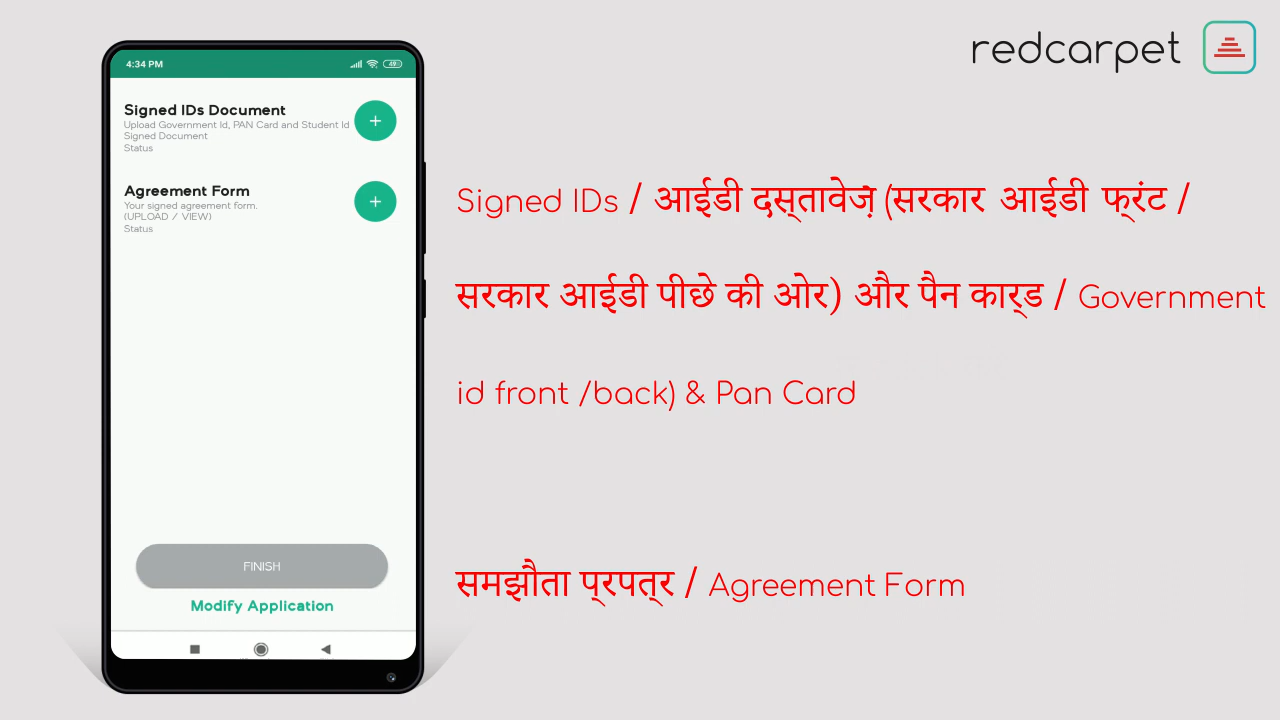 redcarpet
4:34 PM
49
Signed IDs Document
Upload Government Id, PAN Card and Student Id
Signed Document
Status
Agreement Form
Your signed agreement form.
(UPLOAD / VIEW)
Status
FINISH
Modify Application
Signed IDs / आईडी दस्तावेज़ (सरकार आईडी फ्रंट /
सरकार आईडी पीछे की ओर) और पैन कार्ड / Government
id front /back) & Pan Card
समझौता प्रपत्र / Agreement Form